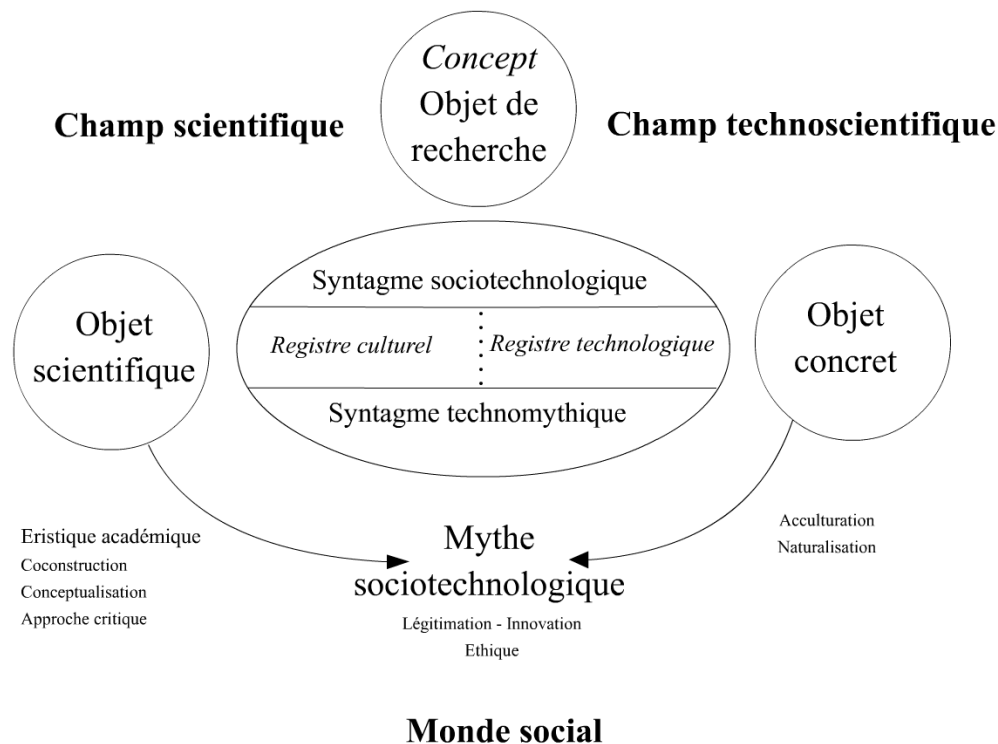 Concept
Objet de
recherche
Champ scientifique
Champ technoscientifique
Syntagme sociotechnologique
Registre culturel
Registre technologique
Syntagme technomythique
Objet
scientifique
Objet
concret
Eristique académique
Coconstruction
Conceptualisation
Approche critique
Acculturation
Naturalisation
Mythe
sociotechnologique
Légitimation - Innovation
Ethique
Monde social